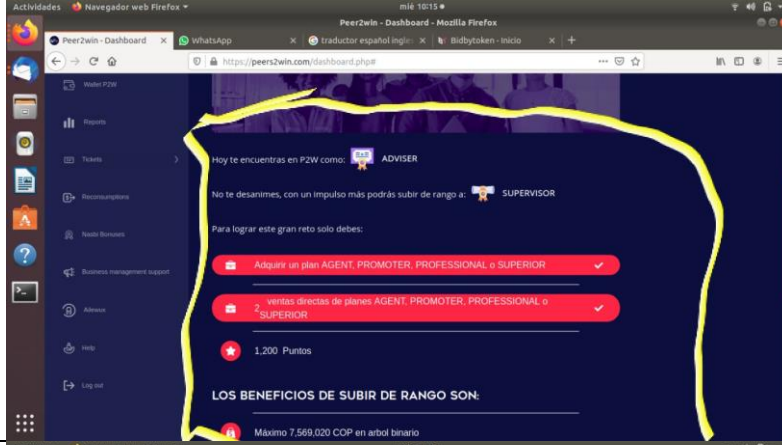 Actividades Navegador web Firefox mié 10:15
Peer2win - Dashboard - Mozilla Firefox
Peer2win - Dashboard WhatsApp traductor español ingle Bidbytoken - Inicio
https://peers2win.com/dashboard.php#
Wallet P2W
Reports
Hoy te encuentras en P2W como: ADVISER
Tickets
No te desanimes, con un impulso más podrás subir de rango a: SUPERVISOR
Reconsumptions
Para lograr este gran reto solo debes:
Nasbi Bonuses
Adquirir un plan AGENT, PROMOTER, PROFESSIONAL o SUPERIOR
Business management support
2 ventas directas de planes AGENT, PROMOTER, PROFESSIONAL o
SUPERIOR
Help
1,200 Puntos
Log out
LOS BENEFICIOS DE SUBIR DE RANGO SON:
Máximo 7,569,020 COP en arbol binario